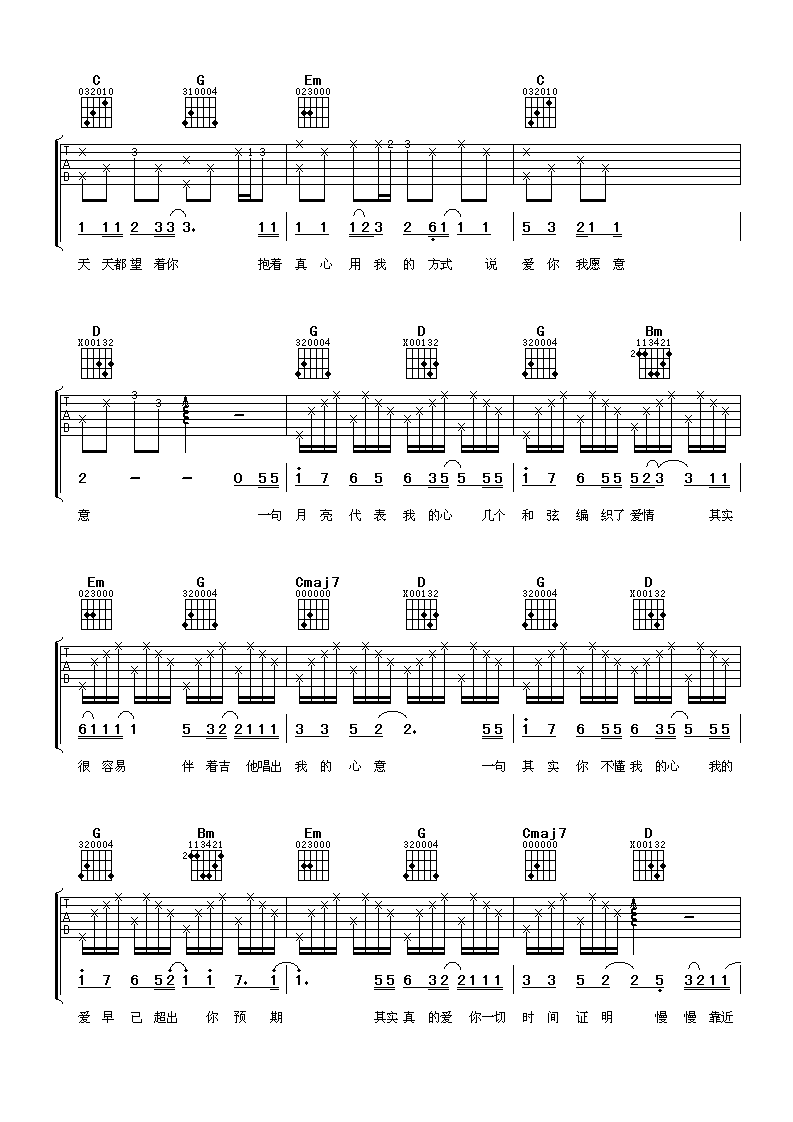 C G Em C
032010 310004 023000 032010
T A B 3 1 3 2 3
1 11 2 33 3. 11 1 1 123 2 61 1 1 5 3 21 1
天 天都 望 着你 抱着 真 心 用 我 的 方式 说 爱 你 我愿 意
D G D G Bm
X00132 320004 X00132 320004 2 113421
T A B 3 3 –
2 – – 0 55 1 7 6 5 6 35 5 55 1 7 6 55 523 3 11
意 一句 月 亮 代 表 我 的心 几个 和 弦 编 织了 爱情 其实
Em G Cmaj7 D G D
023000 320004 000000 X00132 320004 X00132
T A B
6111 1 5 32 2111 3 3 5 2 2. 55 1 7 6 55 6 35 5 55
很 容易 伴 着吉 他唱出 我 的 心 意 一句 其 实 你 不懂 我 的心 我的
G Bm Em G Cmaj7 D
320004 2 113421 023000 320004 000000 X00132
T A B –
1 7 6 52 1 1 7. 1 1. 55 6 32 2111 3 3 5 2 2 5 3211
爱 早 已 超出 你 预 期 其实 真 的爱 你一切 时 间 证 明 慢 慢 靠近